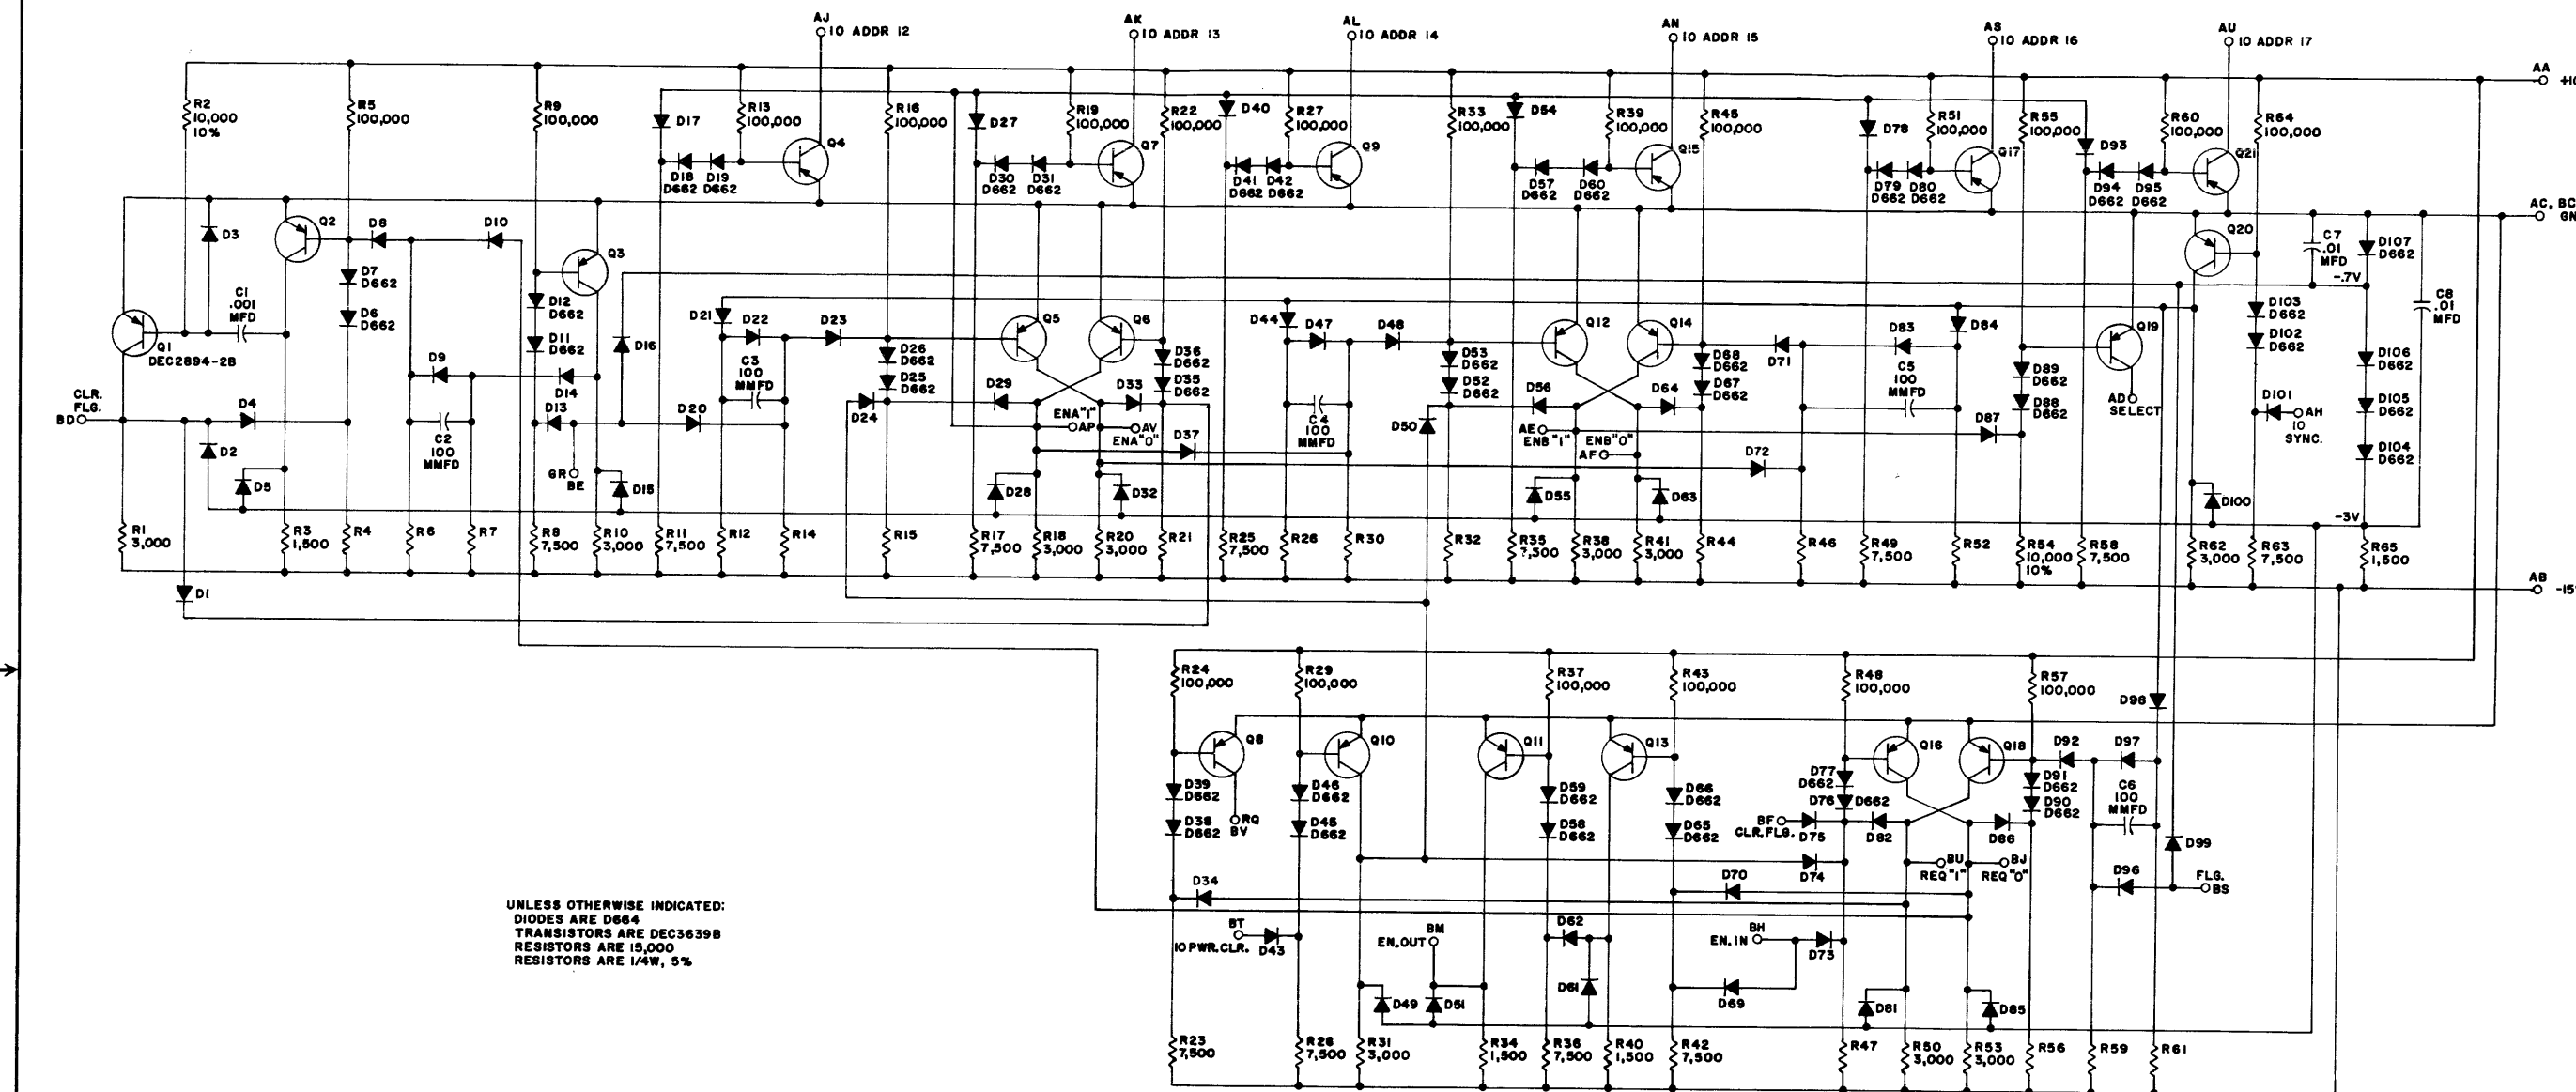 AJ
IO ADDR 12
AK
IO ADDR 13
AL
IO ADDR 14
AN
IO ADDR 15
AS
IO ADDR 16
AU
IO ADDR 17
AA
R2
10,000
10%
R5
100,000
R9
100,000
D17
R13
100,000
R16
100,000
D27
R19
100,000
R22
100,000
D40
R27
100,000
R33
100,000
D54
R39
100,000
R45
100,000
D78
R51
100,000
R55
100,000
D93
R60
100,000
R64
100,000
Q4
Q7
Q9
Q15
Q17
Q21
D18
D662
D19
D662
D30
D662
D31
D662
D41
D662
D42
D662
D57
D662
D60
D662
D79
D662
D80
D662
D94
D662
D95
D662
AC, BC
D3
Q2
D8
D10
Q3
Q20
C7
.01
MFD
D107
D662
-.7V
D7
D662
D6
D662
C1
.001
MFD
Q1
DEC2894-2B
D12
D662
D11
D662
D16
D21
D22
D23
C3
100
MMFD
Q5
Q6
D26
D662
D25
D662
D36
D662
D35
D662
D44
D47
D48
C4
100
MMFD
D53
D662
D52
D662
Q12
Q14
D68
D662
D67
D662
D71
D83
D84
C5
100
MMFD
Q19
D89
D662
D88
D662
D103
D662
D102
D662
C8
.01
MFD
D106
D662
D105
D662
D104
D662
D9
D14
D13
D20
D24
D29
D33
D56
D64
D50
D87
AD
SELECT
D101
AH
IO
SYNC.
CLR.
FLG.
BD
D4
D2
C2
100
MMFD
GR
BE
ENA"1"
AP
AV
ENA"0"
D37
AE
ENB"1"
ENB"0"
AF
D72
D5
D15
D28
D32
D55
D63
D100
-3V
R1
3,000
R3
1,500
R4
R6
R7
R8
7,500
R10
3,000
R11
7,500
R12
R14
R15
R17
7,500
R18
3,000
R20
3,000
R21
R25
7,500
R26
R30
R32
R35
7,500
R38
3,000
R41
3,000
R44
R46
R49
7,500
R52
R54
10,000
10%
R58
7,500
R62
3,000
R63
7,500
R65
1,500
AB
D1
R24
100,000
R29
100,000
R37
100,000
R43
100,000
R48
100,000
R57
100,000
D98
Q8
Q10
Q11
Q13
Q16
Q18
D92
D97
D39
D662
D38
D662
RQ
BV
D46
D662
D45
D662
D59
D662
D58
D662
D66
D662
D65
D662
D77
D662
D76
D662
D91
D662
D90
D662
C6
100
MMFD
BF
CLR.FLG.
D75
D82
D86
D99
BU
REQ "1"
BJ
REQ "0"
D74
D34
D70
D96
FLG.
BS
BT
IO PWR.CLR.
D43
BM
EN.OUT
D62
BH
EN.IN
D73
D49
D51
D61
D69
D81
D85
R23
7,500
R28
7,500
R31
3,000
R34
1,500
R36
7,500
R40
1,500
R42
7,500
R47
R50
3,000
R53
3,000
R56
R59
R61
UNLESS OTHERWISE INDICATED:
DIODES ARE D664
TRANSISTORS ARE DEC3639B
RESISTORS ARE 15,000
RESISTORS ARE 1/4W, 5%